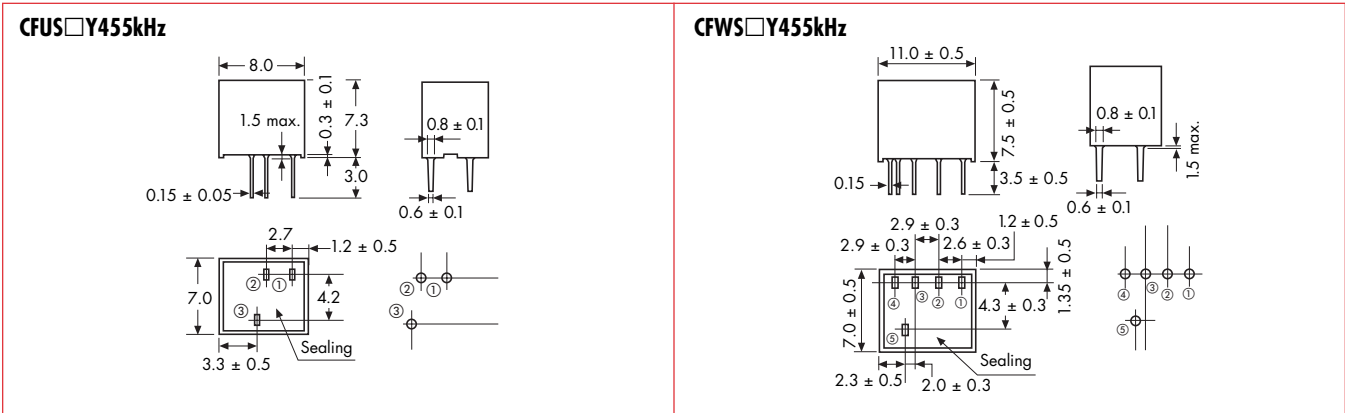 CFUS□Y455kHz
8.0
0.3 ± 0.1
1.5 max.
7.3
0.8 ± 0.1
3.0
0.15 ± 0.05
0.6 ± 0.1
2.7
1.2 ± 0.5
② ①
7.0
4.2
② ①
③
③
Sealing
3.3 ± 0.5
CFWS□Y455kHz
11.0 ± 0.5
7.5 ± 0.5
0.8 ± 0.1
1.5 max.
0.15
3.5 ± 0.5
0.6 ± 0.1
2.9 ± 0.3
1.2 ± 0.5
2.9 ± 0.3
2.6 ± 0.3
1.35 ± 0.5
④ ③ ② ①
④ ③ ② ①
7.0 ± 0.5
4.3 ± 0.3
⑤
⑤
Sealing
2.3 ± 0.5
2.0 ± 0.3